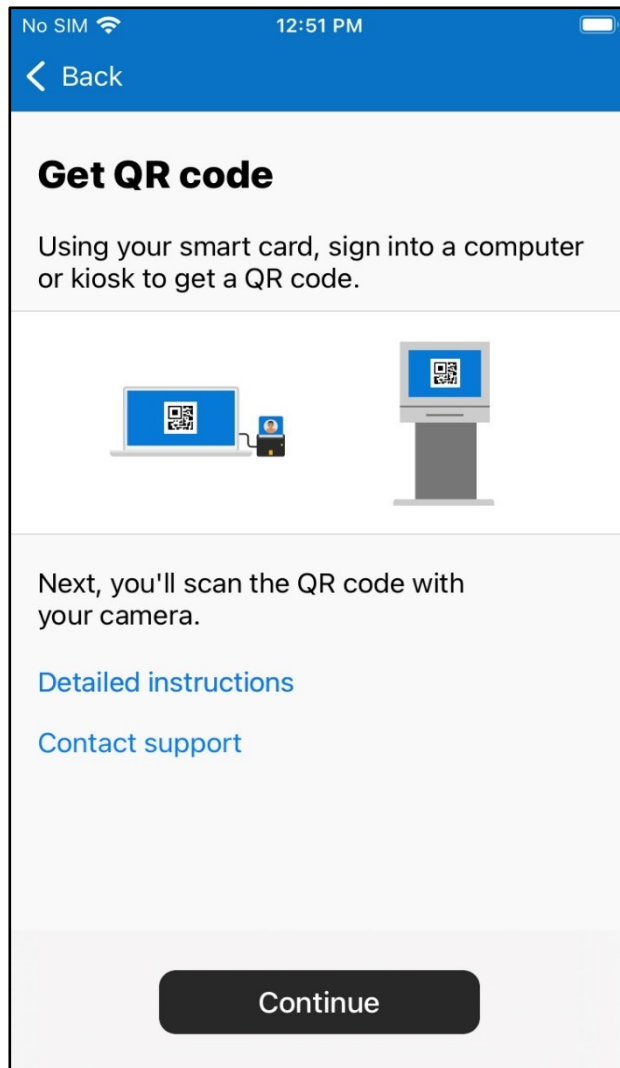 No SIM 12:51 PM
Back
Get QR code
Using your smart card, sign into a computer
or kiosk to get a QR code.
Next, you'll scan the QR code with
your camera.
Detailed instructions
Contact support
Continue